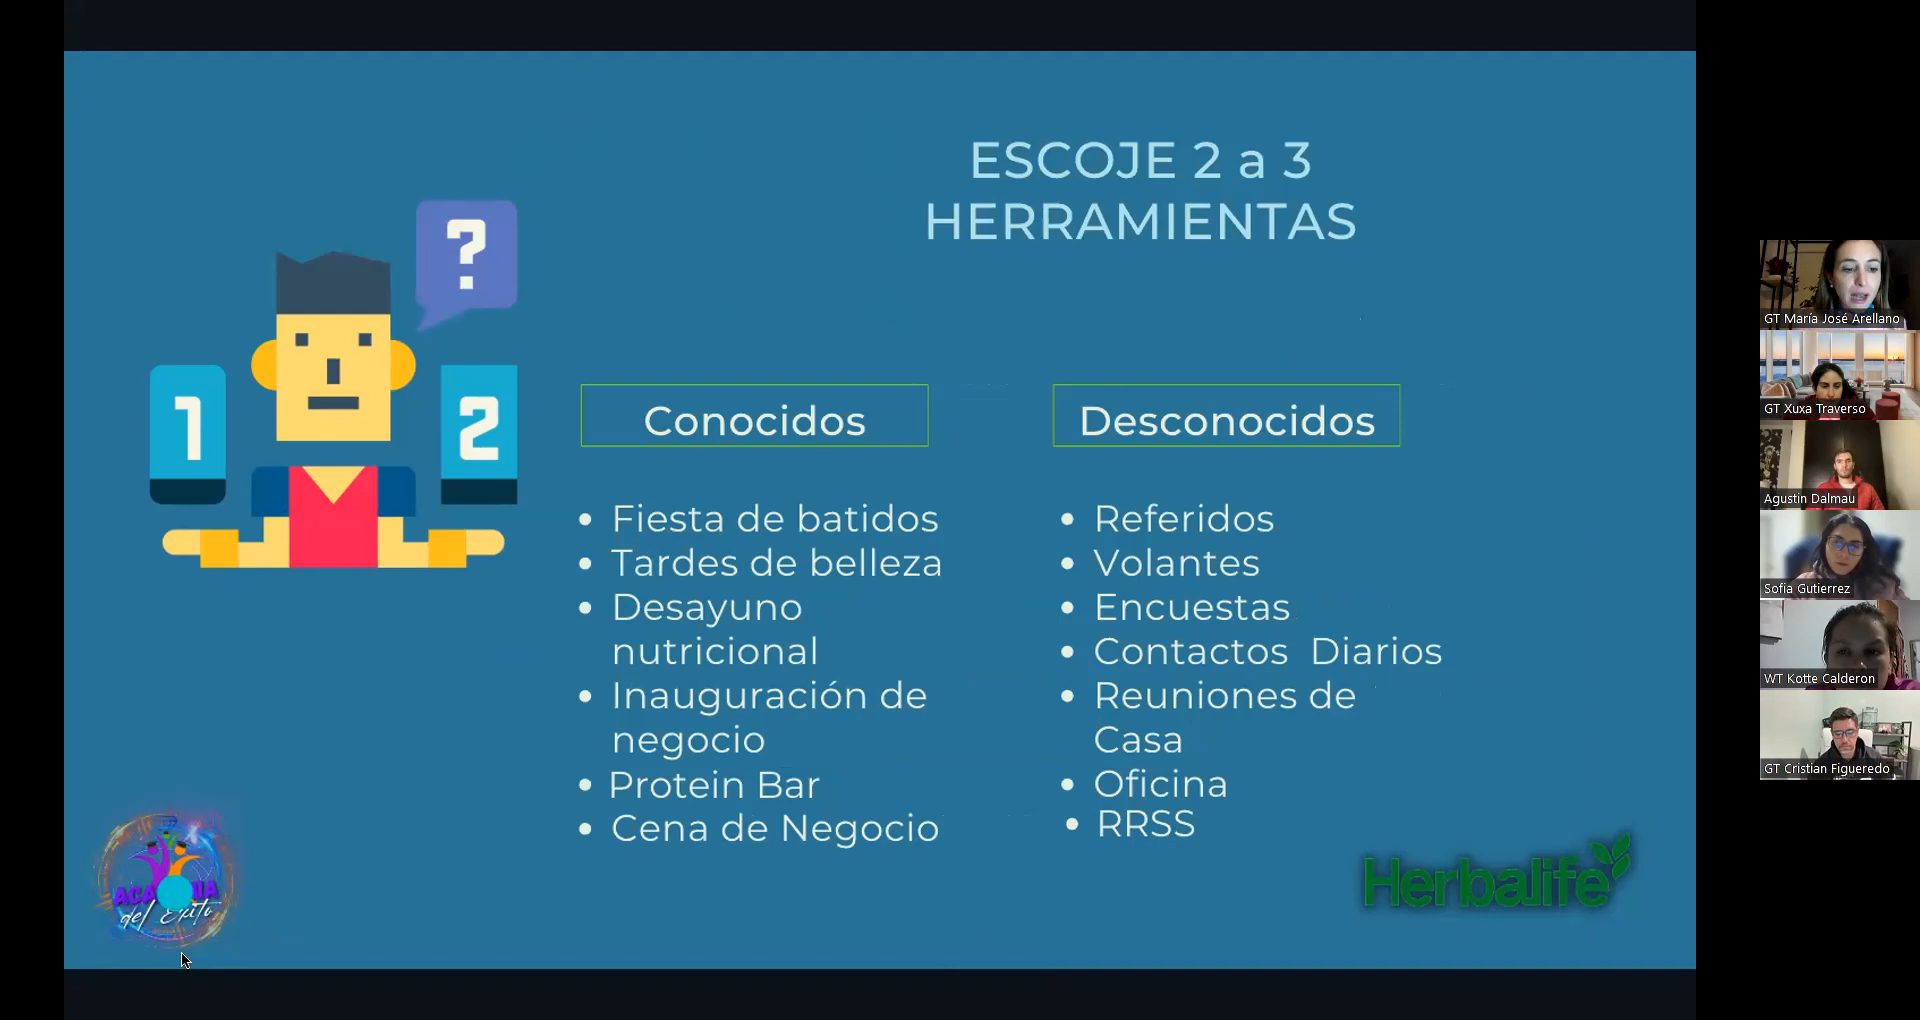 ESCOJE 2 a 3
HERRAMIENTAS
?
1
2
Conocidos
• Fiesta de batidos
• Tardes de belleza
• Desayuno
nutricional
• Inauguración de
negocio
• Protein Bar
• Cena de Negocio
Desconocidos
• Referidos
• Volantes
• Encuestas
• Contactos Diarios
• Reuniones de
Casa
• Oficina
• RRSS
del Exito
Herbalife
GT María José Arellano
GT Xuxa Traverso
Agustin Dalmau
Sofia Gutierrez
WT Kotte Calderon
GT Cristian Figueredo